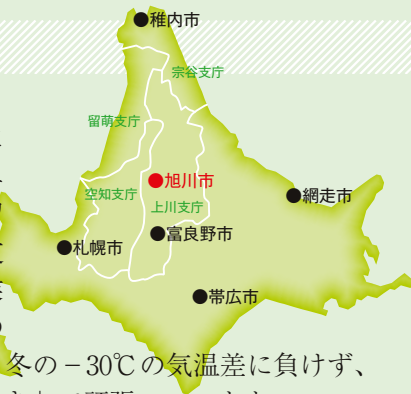 ●稚内市
宗谷支庁
留萌支庁
●旭川市
空知支庁
上川支庁
●網走市
●富良野市
●札幌市
●帯広市
冬の－30℃の気温差に負けず、